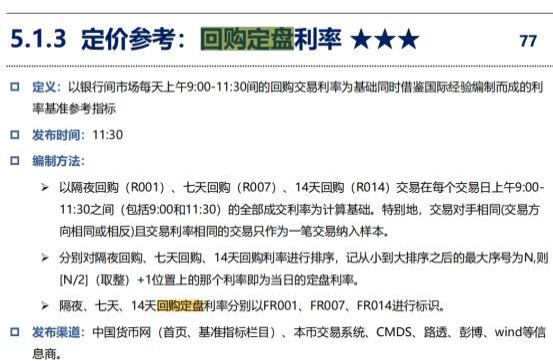 5.1.3 定价参考：回购定盘利率 ★★★
77
定义：以银行间市场每天上午9:00-11:30间的回购交易利率为基础同时借鉴国际经验编制而成的利
率基准参考指标
发布时间：11:30
编制方法：
以隔夜回购（R001）、七天回购（R007）、14天回购（R014）交易在每个交易日上午9:00-
11:30之间（包括9:00和11:30）的全部成交利率为计算基础。特别地，交易对手相同(交易方
向相同或相反)且交易利率相同的交易只作为一笔交易纳入样本。
分别对隔夜回购、七天回购、14天回购利率进行排序，记从小到大排序之后的最大序号为N,则
[N/2]（取整）+1位置上的那个利率即为当日的定盘利率。
隔夜、七天、14天回购定盘利率分别以FR001、FR007、FR014进行标识。
发布渠道：中国货币网（首页、基准指标栏目）、本币交易系统、CMDS、路透、彭博、wind等信
息商。